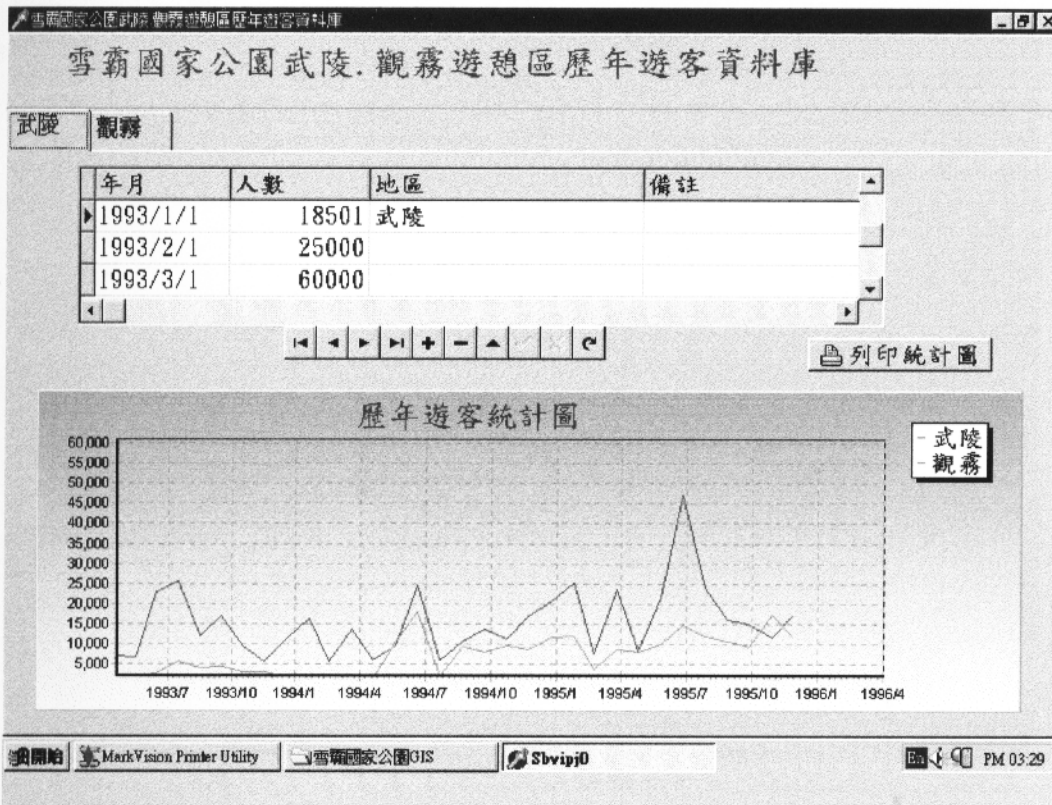 雪霸國家公園武陵.觀霧遊憩區歷年遊客資料庫
雪霸國家公園武陵.觀霧遊憩區歷年遊客資料庫
武陵 觀霧
年月 人數 地區 備註
1993/1/1 18501 武陵
1993/2/1 25000
1993/3/1 60000
列印統計圖
歷年遊客統計圖
武陵
觀霧
60,000
55,000
50,000
45,000
40,000
35,000
30,000
25,000
20,000
15,000
10,000
5,000
1993/7 1993/10 1994/1 1994/4 1994/7 1994/10 1995/1 1995/4 1995/7 1995/10 1996/1 1996/4
開始 MarkVision Printer Utility 雪霸國家公園GIS Sbvipj0 En PM 03:29